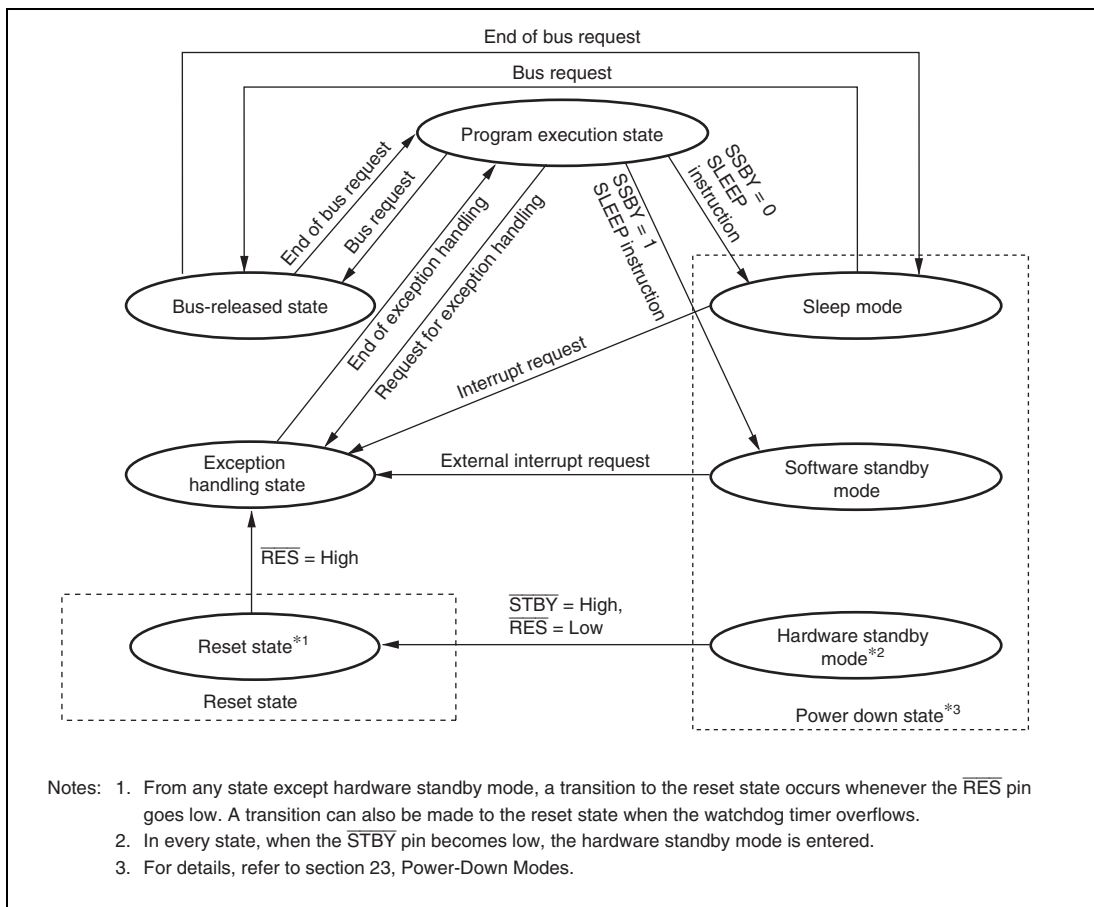 End of bus request
Bus request
Program execution state
End of bus request
Bus request
SSBY = 0
SLEEP
instruction
SSBY = 1
SLEEP instruction
End of exception handling
Request for exception handling
Bus-released state
Sleep mode
Interrupt request
Exception
handling state
External interrupt request
Software standby
mode
R̅E̅S̅ = High
S̅T̅B̅Y̅ = High,
R̅E̅S̅ = Low
Reset state*1
Hardware standby
mode*2
Reset state
Power down state*3
Notes: 1. From any state except hardware standby mode, a transition to the reset state occurs whenever the R̅E̅S̅ pin
goes low. A transition can also be made to the reset state when the watchdog timer overflows.
2. In every state, when the S̅T̅B̅Y̅ pin becomes low, the hardware standby mode is entered.
3. For details, refer to section 23, Power-Down Modes.